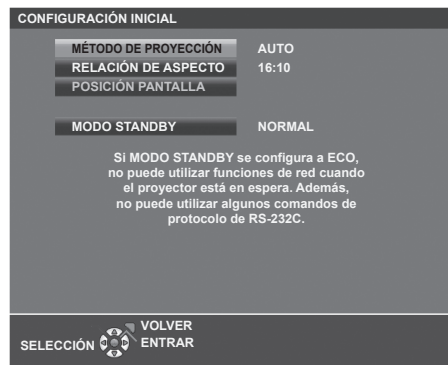 CONFIGURACIÓN INICIAL
MÉTODO DE PROYECCIÓN AUTO
RELACIÓN DE ASPECTO 16:10
POSICIÓN PANTALLA
MODO STANDBY NORMAL
Si MODO STANDBY se configura a ECO,
no puede utilizar funciones de red cuando
el proyector está en espera. Además,
no puede utilizar algunos comandos de
protocolo de RS-232C.
VOLVER
SELECCIÓN ENTRAR